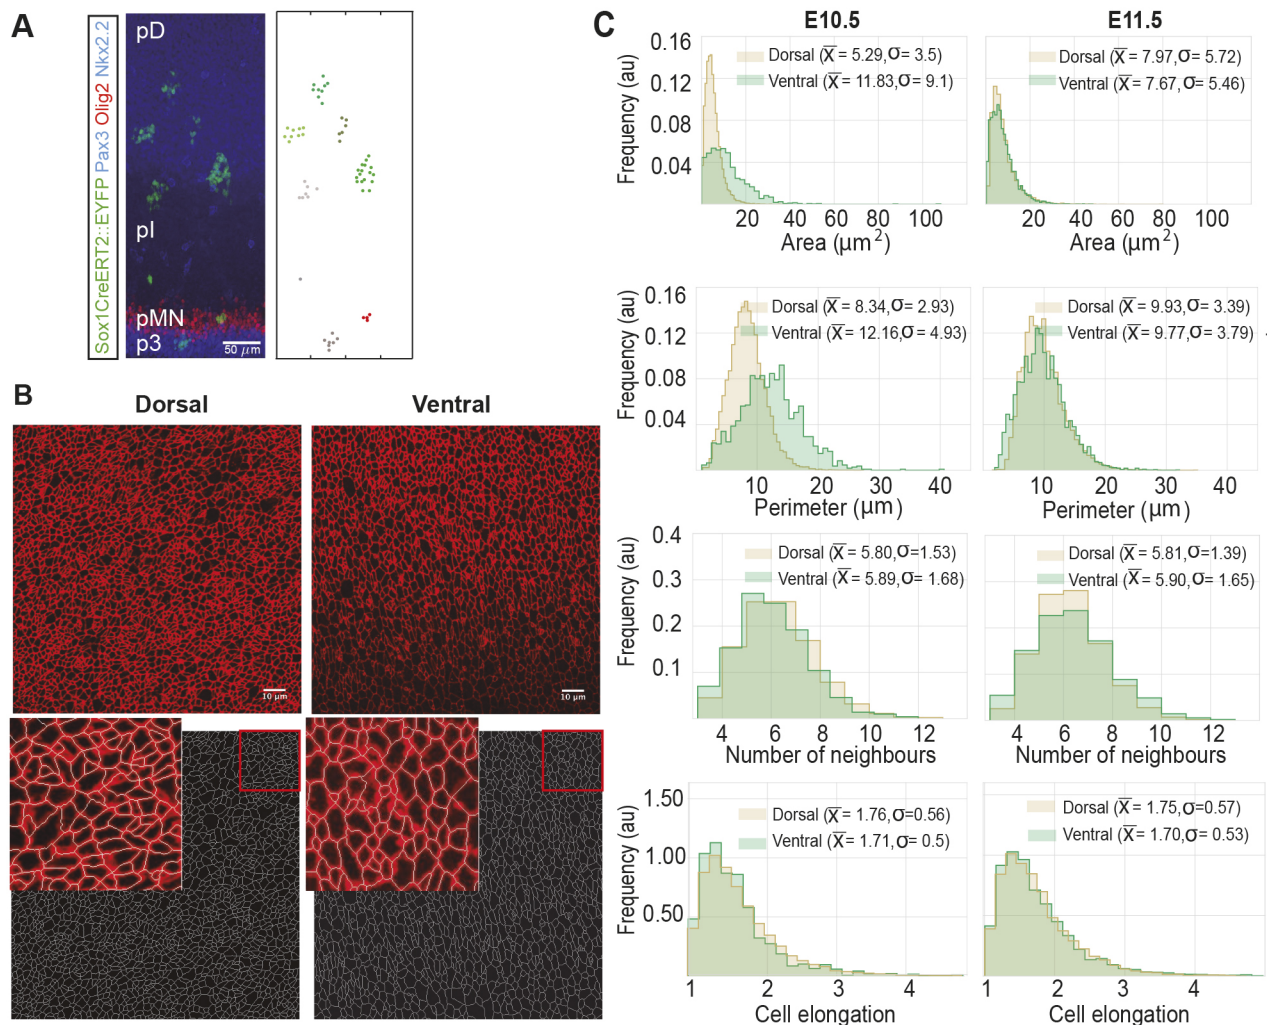 A
Sox1CreERT2::EYFP Pax3 Olig2 Nkx2.2
pD
pI
pMN
p3
50 µm
B
Dorsal
Ventral
10 µm
10 µm
C
E10.5
E11.5
Frequency (au)
0.16
0.12
0.08
0.04
Dorsal (X̅ = 5.29,σ= 3.5)
Ventral (X̅ = 11.83,σ= 9.1)
20 40 60 80 100
Area (µm²)
Dorsal (X̅ = 7.97,σ= 5.72)
Ventral (X̅ = 7.67,σ= 5.46)
20 40 60 80 100
Area (µm²)
Frequency (au)
0.16
0.12
0.08
0.04
Dorsal (X̅ = 8.34,σ= 2.93)
Ventral (X̅ = 12.16,σ= 4.93)
10 20 30 40
Perimeter (µm)
Dorsal (X̅ = 9.93,σ= 3.39)
Ventral (X̅ = 9.77,σ= 3.79)
10 20 30 40
Perimeter (µm)
Frequency (au)
0.4
0.3
0.2
0.1
Dorsal (X̅ = 5.80,σ=1.53)
Ventral (X̅ = 5.89,σ= 1.68)
4 6 8 10 12
Number of neighbours
Dorsal (X̅ = 5.81,σ=1.39)
Ventral (X̅ = 5.90,σ= 1.65)
4 6 8 10 12
Number of neighbours
Frequency (au)
1.50
1.00
0.50
Dorsal (X̅ = 1.76,σ=0.56)
Ventral (X̅ = 1.71,σ= 0.5)
1 2 3 4
Cell elongation
Dorsal (X̅ = 1.75,σ=0.57)
Ventral (X̅ = 1.70,σ= 0.53)
1 2 3 4
Cell elongation